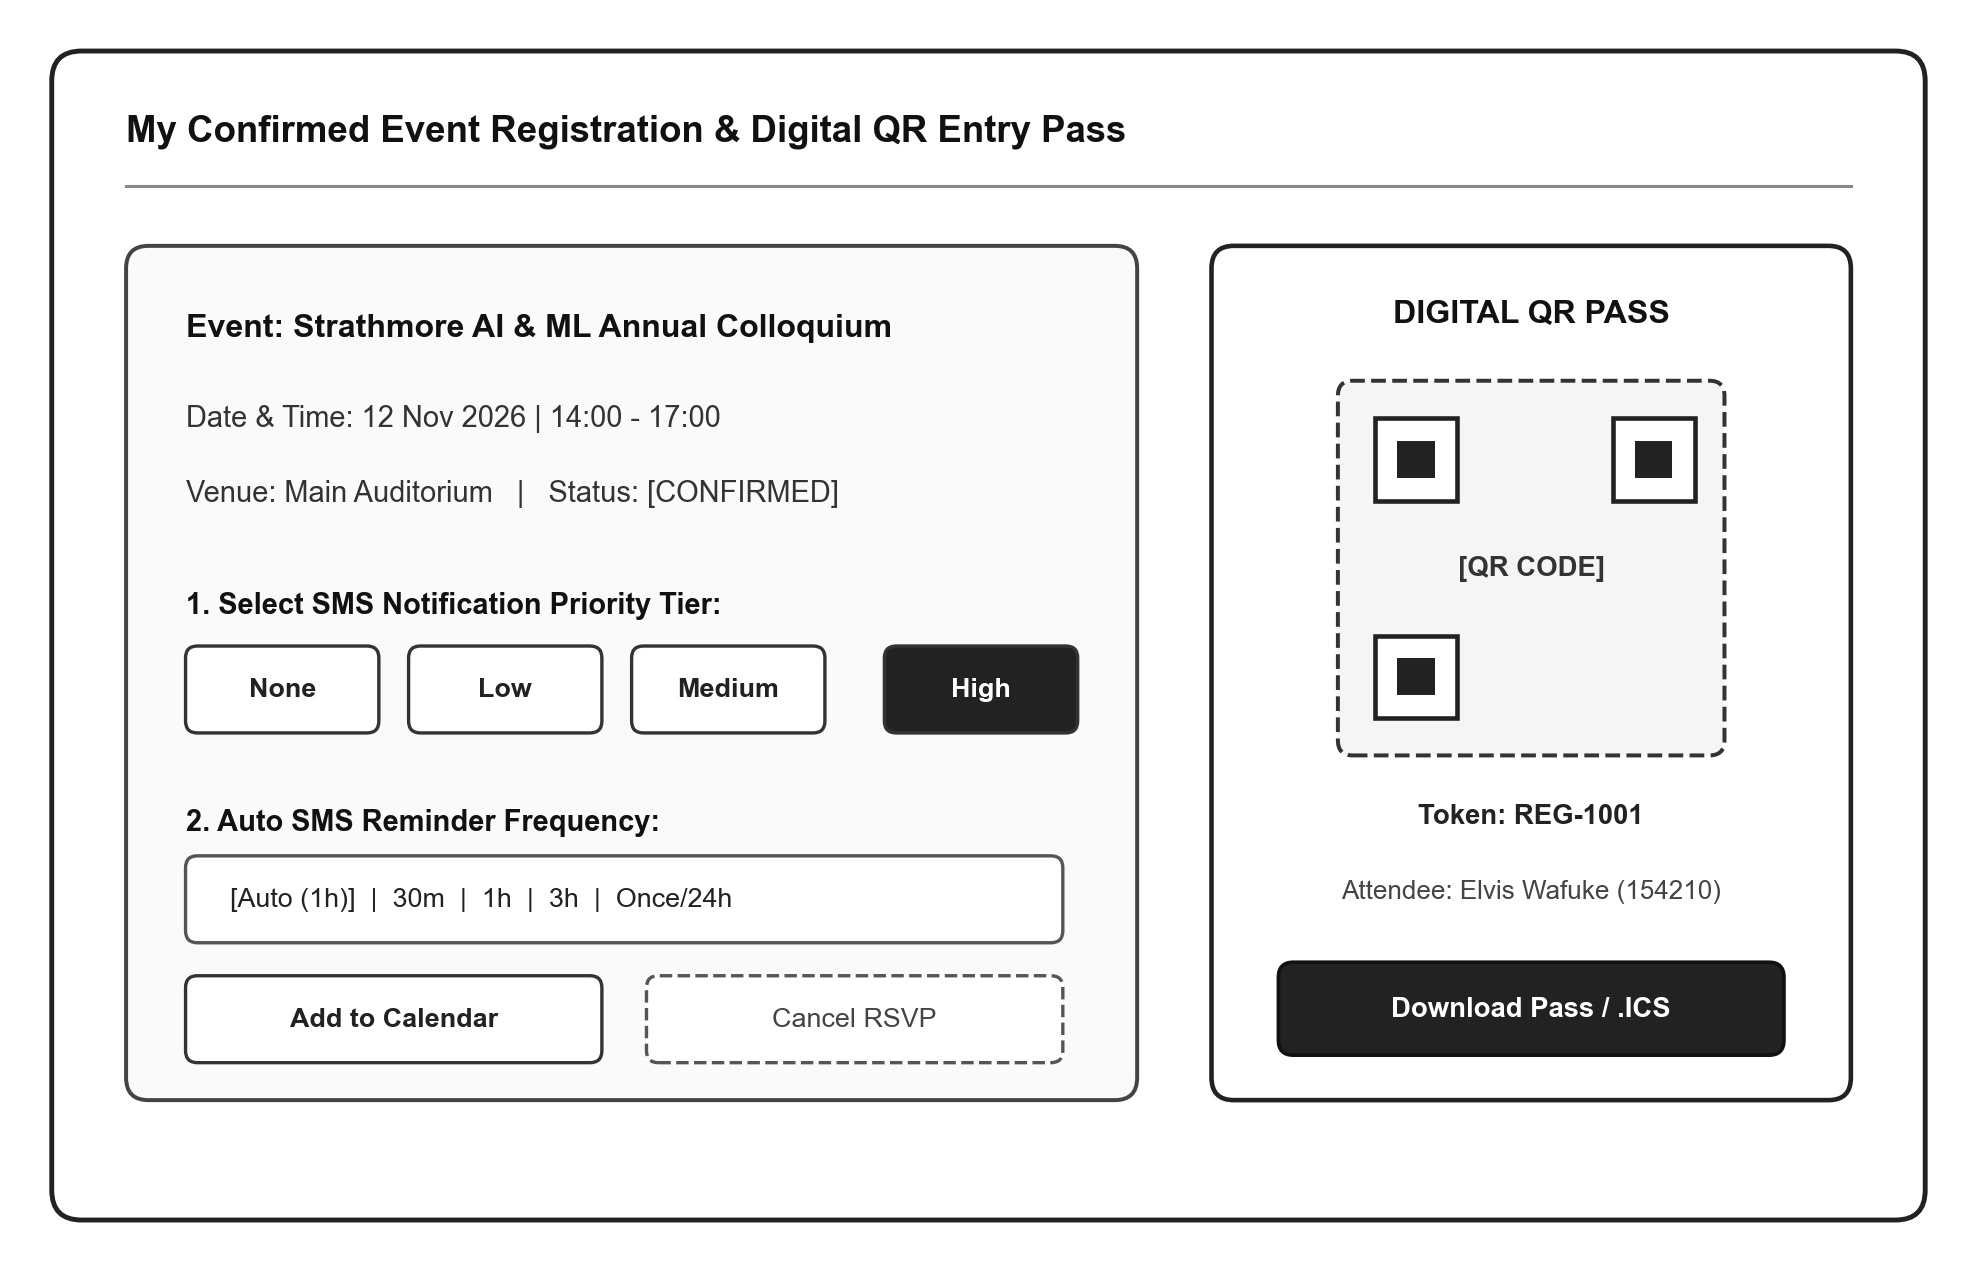 My Confirmed Event Registration & Digital QR Entry Pass
Event: Strathmore AI & ML Annual Colloquium
Date & Time: 12 Nov 2026 | 14:00 - 17:00
Venue: Main Auditorium | Status: [CONFIRMED]
1. Select SMS Notification Priority Tier:
None
Low
Medium
High
2. Auto SMS Reminder Frequency:
[Auto (1h)] | 30m | 1h | 3h | Once/24h
Add to Calendar
Cancel RSVP
DIGITAL QR PASS
[QR CODE]
Token: REG-1001
Attendee: Elvis Wafuke (154210)
Download Pass / .ICS